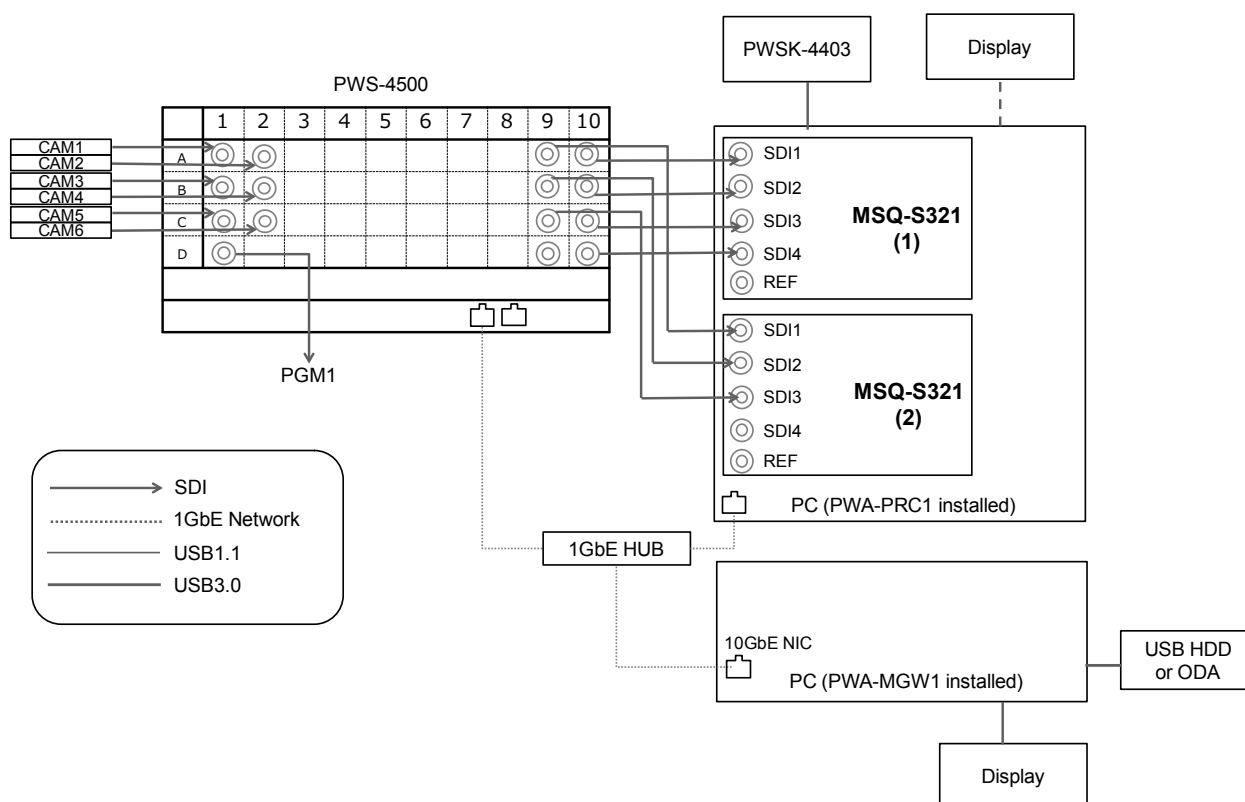 PWSK-4403
Display
PWS-4500
1 2 3 4 5 6 7 8 9 10
CAM1
CAM2
CAM3
CAM4
CAM5
CAM6
A
B
C
D
PGM1
SDI1
SDI2
SDI3
SDI4
REF
MSQ-S321
(1)
SDI1
SDI2
SDI3
SDI4
REF
MSQ-S321
(2)
PC (PWA-PRC1 installed)
SDI
1GbE Network
USB1.1
USB3.0
1GbE HUB
10GbE NIC
PC (PWA-MGW1 installed)
USB HDD
or ODA
Display